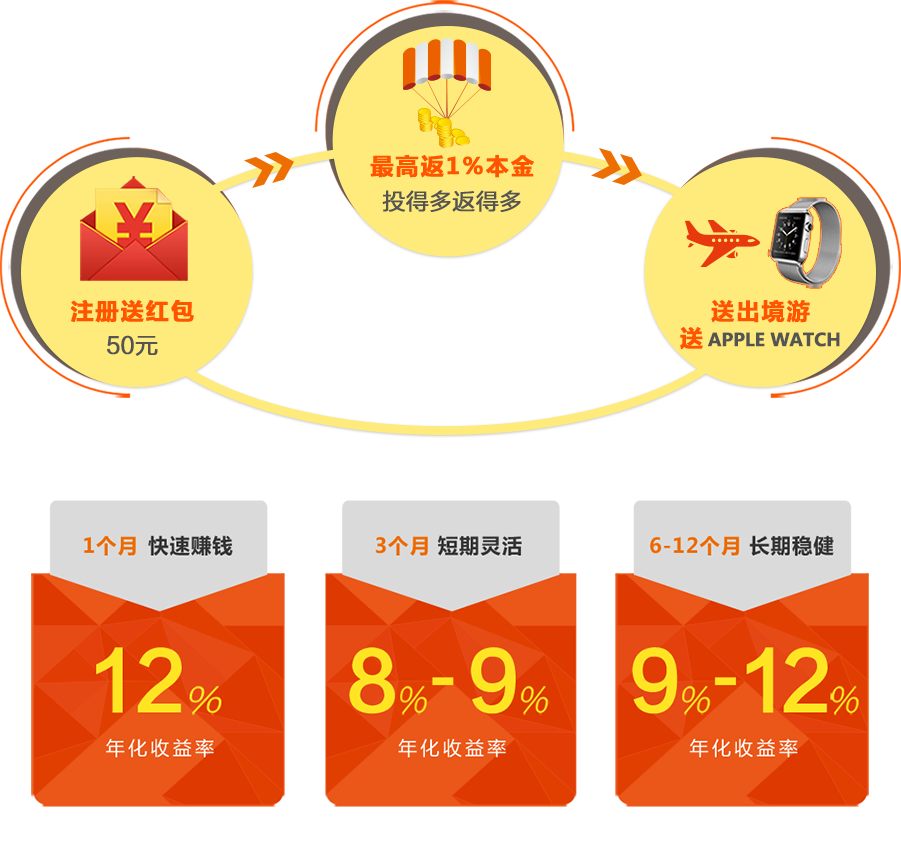 最高返1%本金
投得多返得多
¥
注册送红包
50元
送出境游
送 APPLE WATCH
1个月 快速赚钱
12%
年化收益率
3个月 短期灵活
8%-9%
年化收益率
6-12个月 长期稳健
9%-12%
年化收益率